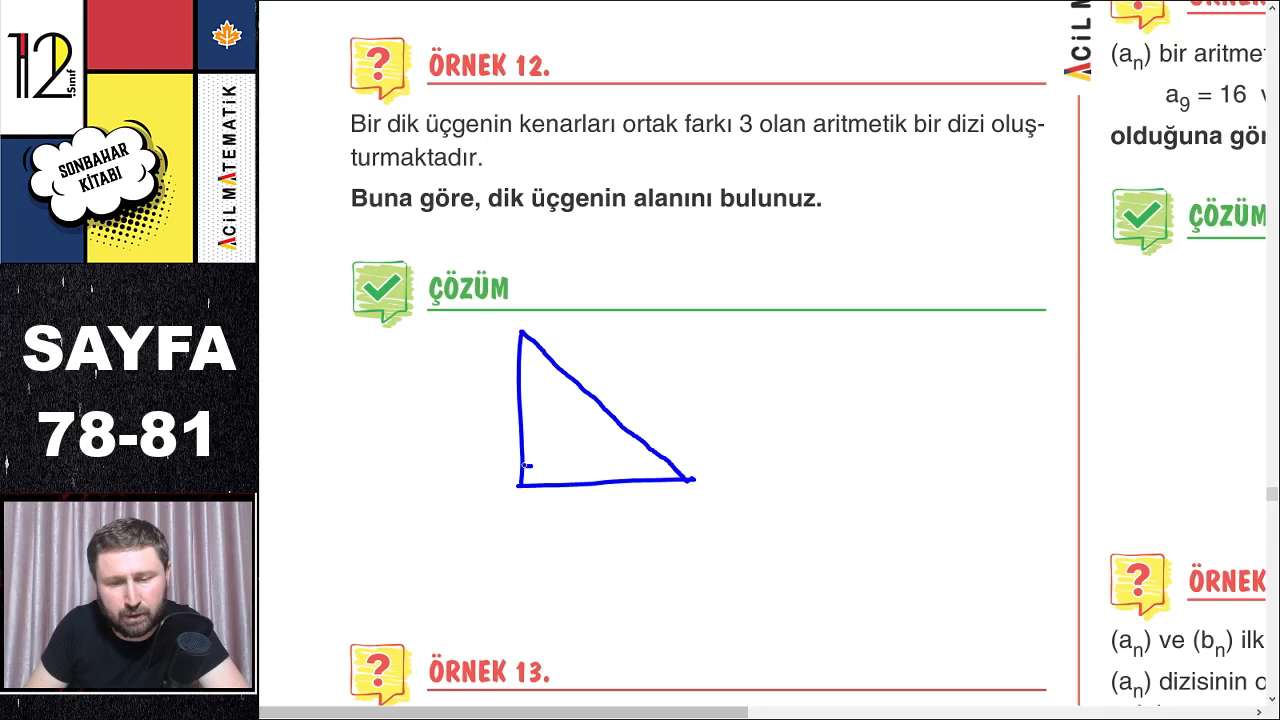 12
.Sınıf
SONBAHAR
KİTABI
ACİL MATEMATİK
SAYFA
78-81
? ÖRNEK 12.
Bir dik üçgenin kenarları ortak farkı 3 olan aritmetik bir dizi oluş-
turmaktadır.
Buna göre, dik üçgenin alanını bulunuz.
ÇÖZÜM
? ÖRNEK 13.
ACİL M
(an) bir aritme
a9 = 16 v
olduğuna gör
ÇÖZÜM
? ÖRNEK
(an) ve (bn) ilk
(an) dizisinin o